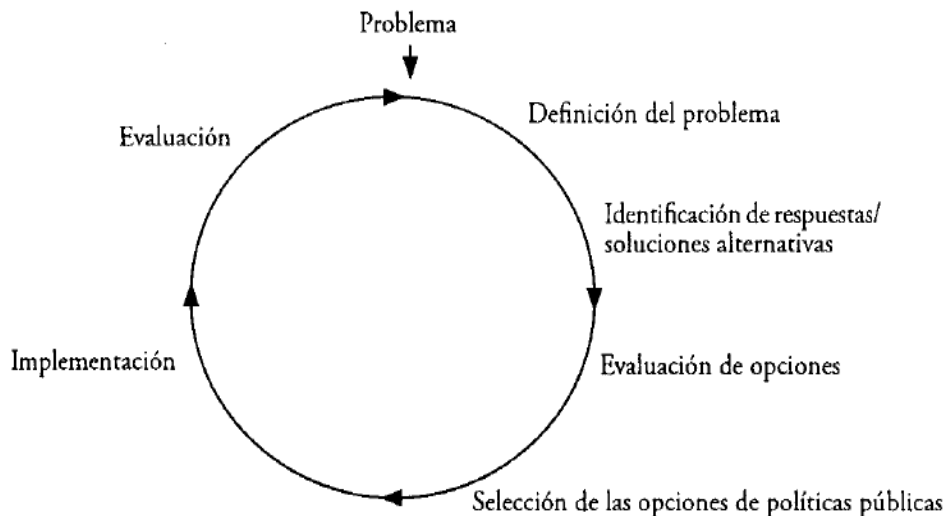 Problema
Definición del problema
Evaluación
Identificación de respuestas/
soluciones alternativas
Implementación
Evaluación de opciones
Selección de las opciones de políticas públicas